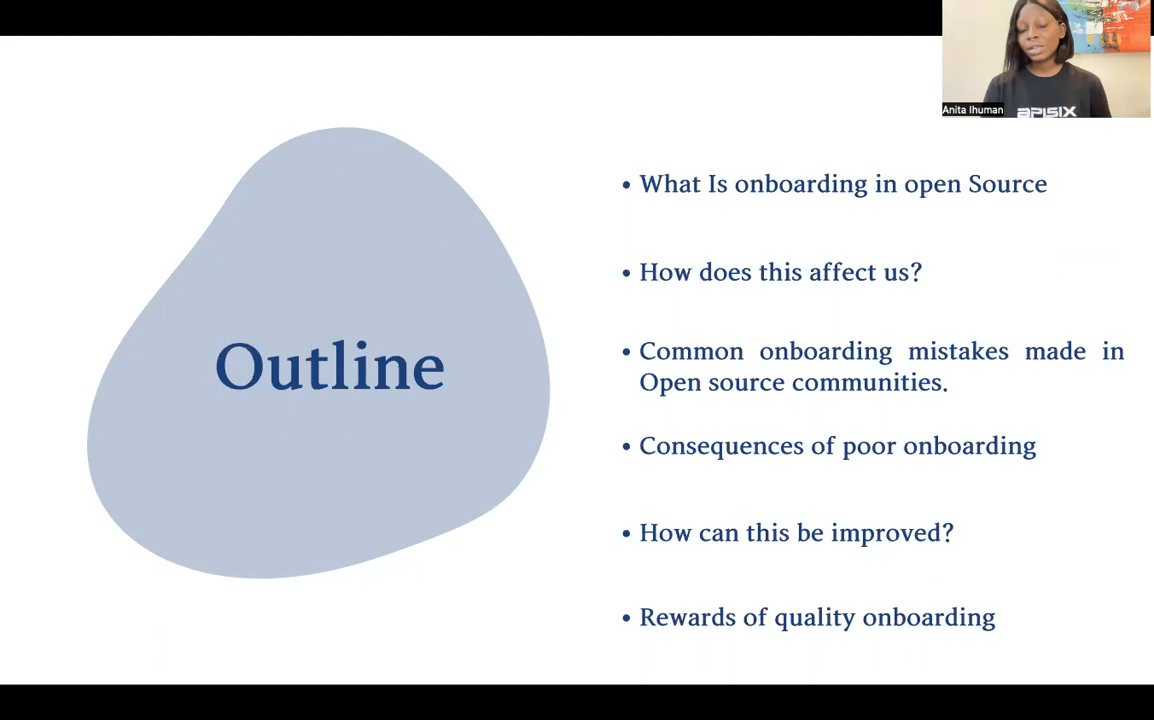 Anita Ihuman
APISIX
Outline
• What Is onboarding in open Source
• How does this affect us?
• Common onboarding mistakes made in
Open source communities.
• Consequences of poor onboarding
• How can this be improved?
• Rewards of quality onboarding